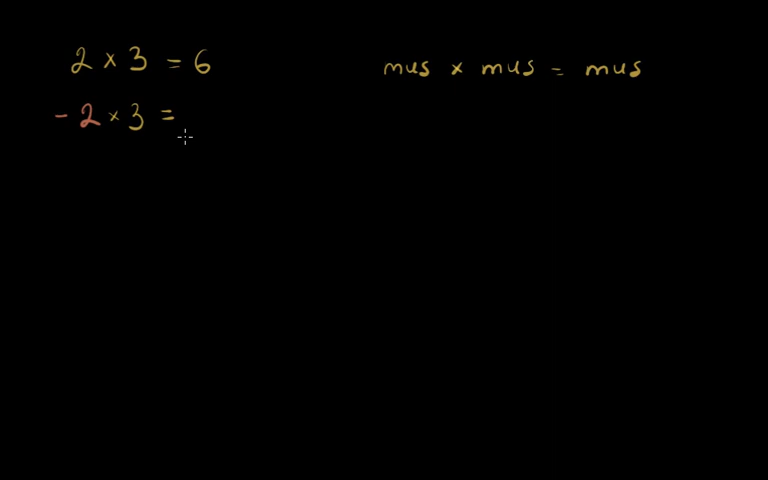 2 × 3 = 6
mus × mus = mus
- 2 × 3 =